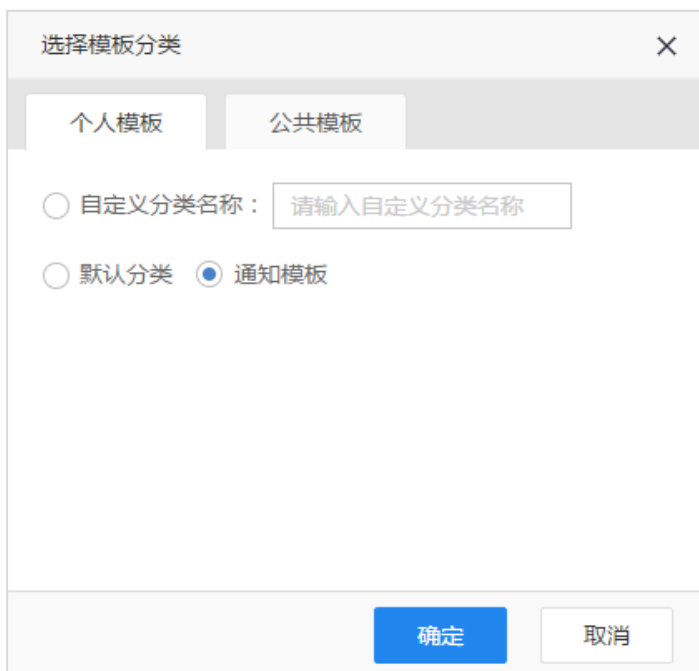 选择模板分类
个人模板 公共模板
自定义分类名称： 请输入自定义分类名称
默认分类 通知模板
确定 取消